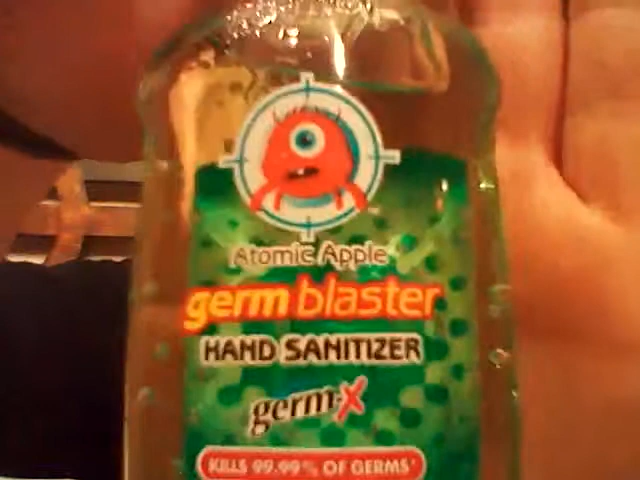 Atomic Apple
germ blaster
HAND SANITIZER
germ-X
KILLS 99.99% OF GERMS*